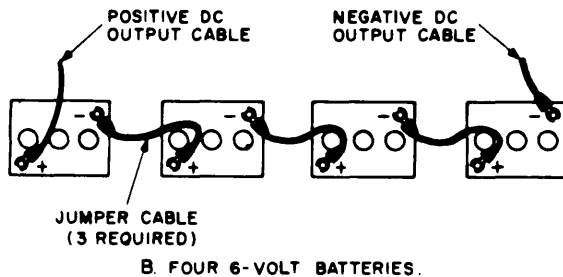 POSITIVE DC
OUTPUT CABLE
NEGATIVE DC
OUTPUT CABLE
- - - -
+ + + +
JUMPER CABLE
(3 REQUIRED)
B. FOUR 6-VOLT BATTERIES.